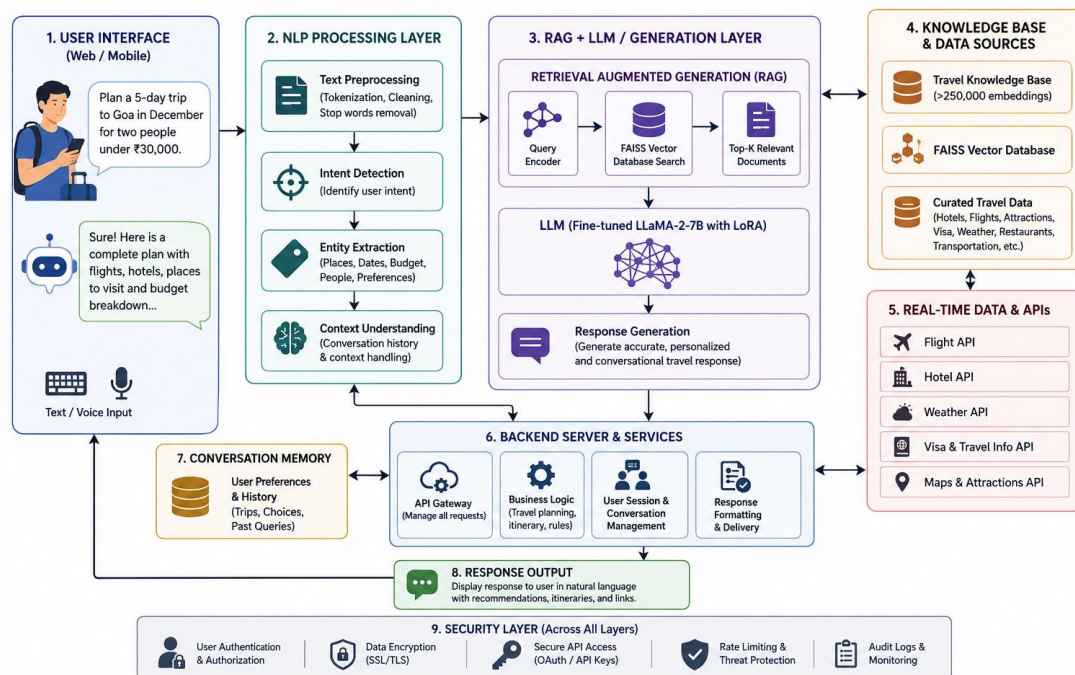 1. USER INTERFACE
(Web / Mobile)
Plan a 5-day trip
to Goa in December
for two people
under ₹30,000.
Sure! Here is a
complete plan with
flights, hotels, places
to visit and budget
breakdown...
Text / Voice Input
2. NLP PROCESSING LAYER
Text Preprocessing
(Tokenization, Cleaning,
Stop words removal)
Intent Detection
(Identify user intent)
Entity Extraction
(Places, Dates, Budget,
People, Preferences)
Context Understanding
(Conversation history
& context handling)
3. RAG + LLM / GENERATION LAYER
RETRIEVAL AUGMENTED GENERATION (RAG)
Query
Encoder
FAISS Vector
Database Search
Top-K Relevant
Documents
LLM (Fine-tuned LLaMA-2-7B with LoRA)
Response Generation
(Generate accurate, personalized
and conversational travel response)
4. KNOWLEDGE BASE
& DATA SOURCES
Travel Knowledge Base
(>250,000 embeddings)
FAISS Vector Database
Curated Travel Data
(Hotels, Flights, Attractions,
Visa, Weather, Restaurants,
Transportation, etc.)
5. REAL-TIME DATA & APIs
Flight API
Hotel API
Weather API
Visa & Travel Info API
Maps & Attractions API
6. BACKEND SERVER & SERVICES
API Gateway
(Manage all requests)
Business Logic
(Travel planning,
itinerary, rules)
User Session &
Conversation
Management
Response
Formatting
& Delivery
7. CONVERSATION MEMORY
User Preferences
& History
(Trips, Choices,
Past Queries)
8. RESPONSE OUTPUT
Display response to user in natural language
with recommendations, itineraries, and links.
9. SECURITY LAYER (Across All Layers)
User Authentication
& Authorization
Data Encryption
(SSL/TLS)
Secure API Access
(OAuth / API Keys)
Rate Limiting &
Threat Protection
Audit Logs &
Monitoring